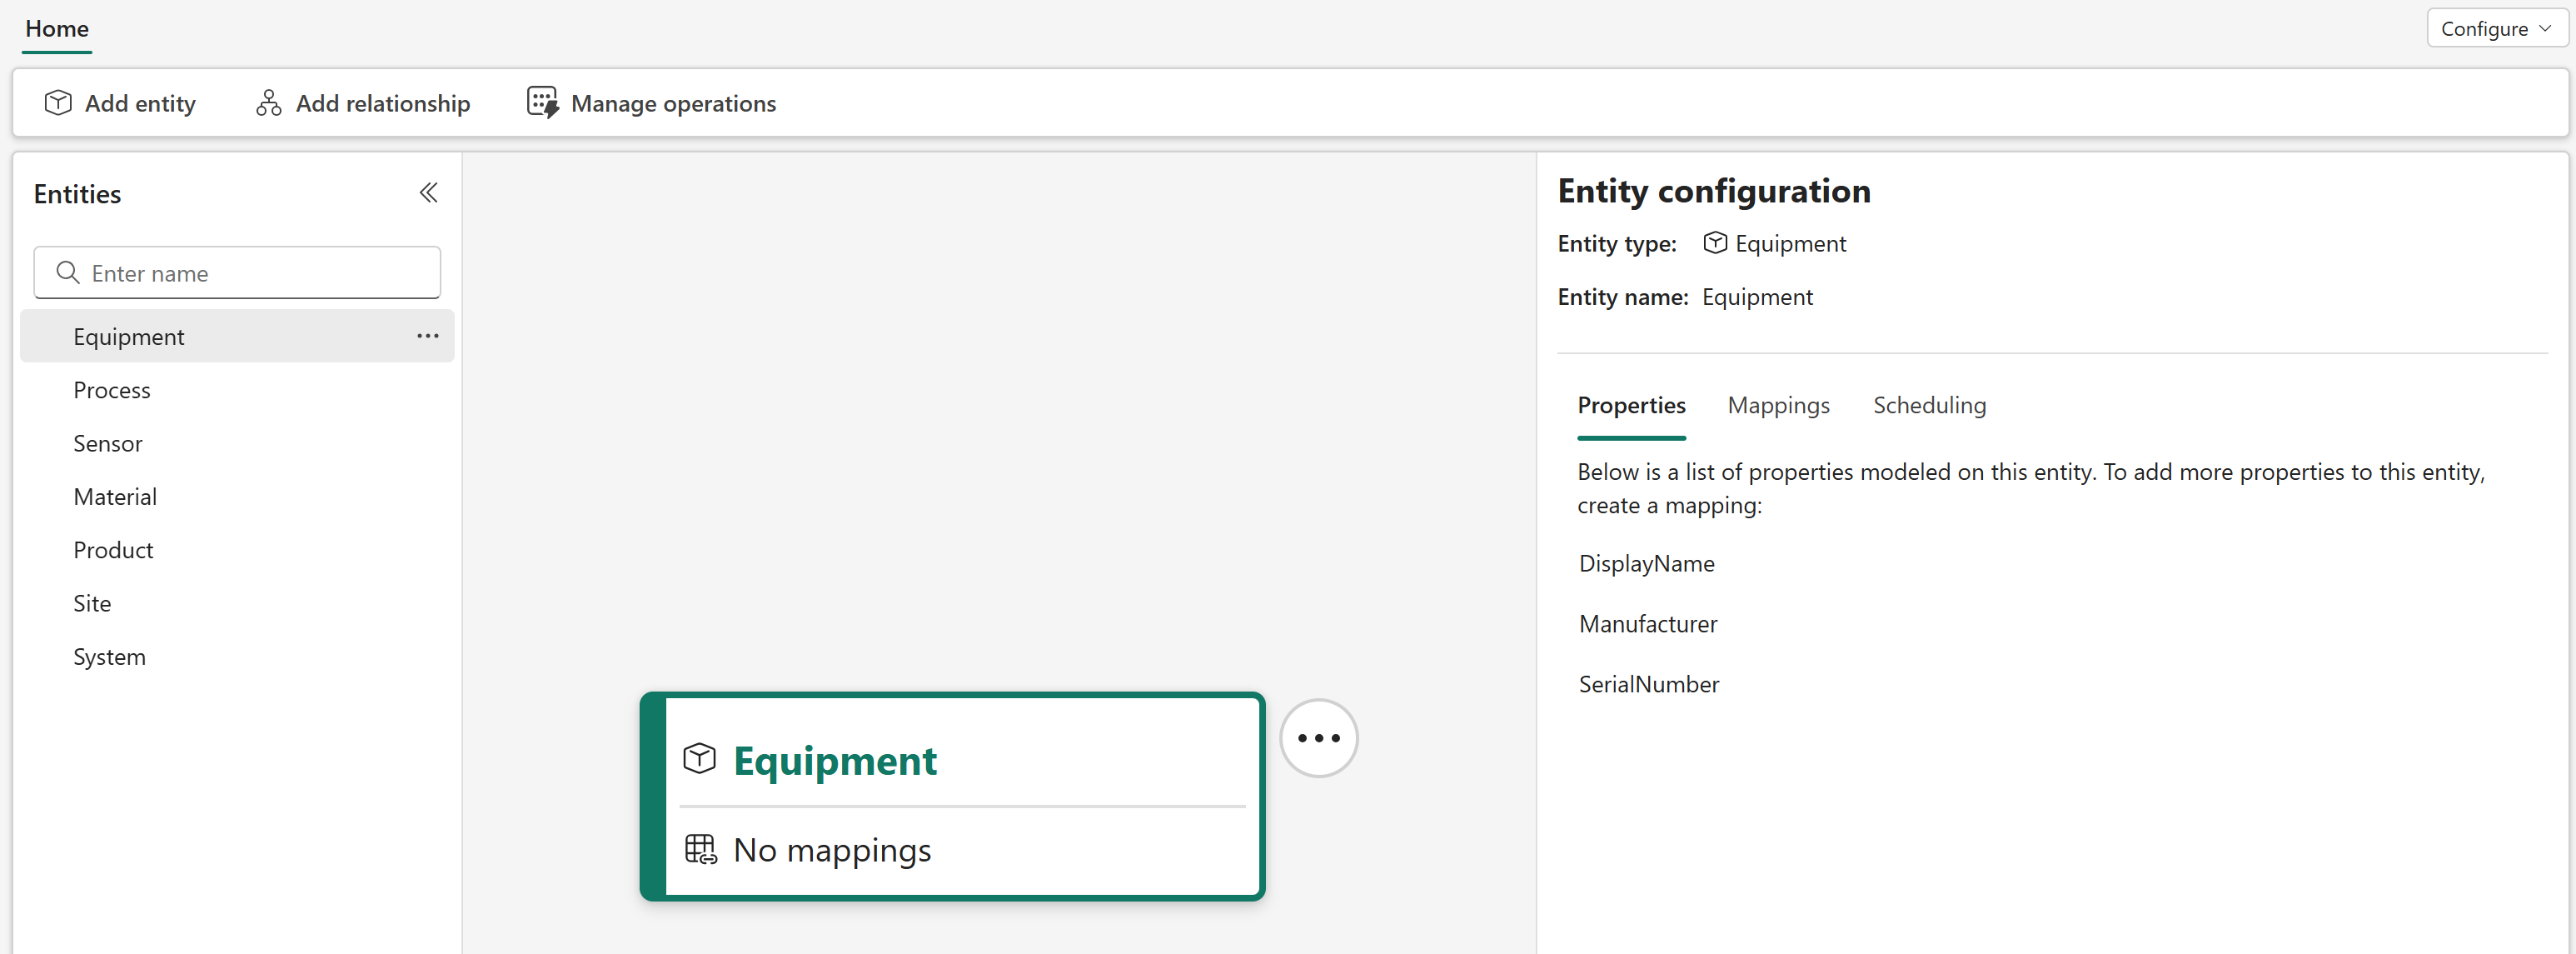 Home
Configure
Add entity
Add relationship
Manage operations
Entities
Enter name
Equipment
Process
Sensor
Material
Product
Site
System
Equipment
No mappings
Entity configuration
Entity type: Equipment
Entity name: Equipment
Properties
Mappings
Scheduling
Below is a list of properties modeled on this entity. To add more properties to this entity,
create a mapping:
DisplayName
Manufacturer
SerialNumber